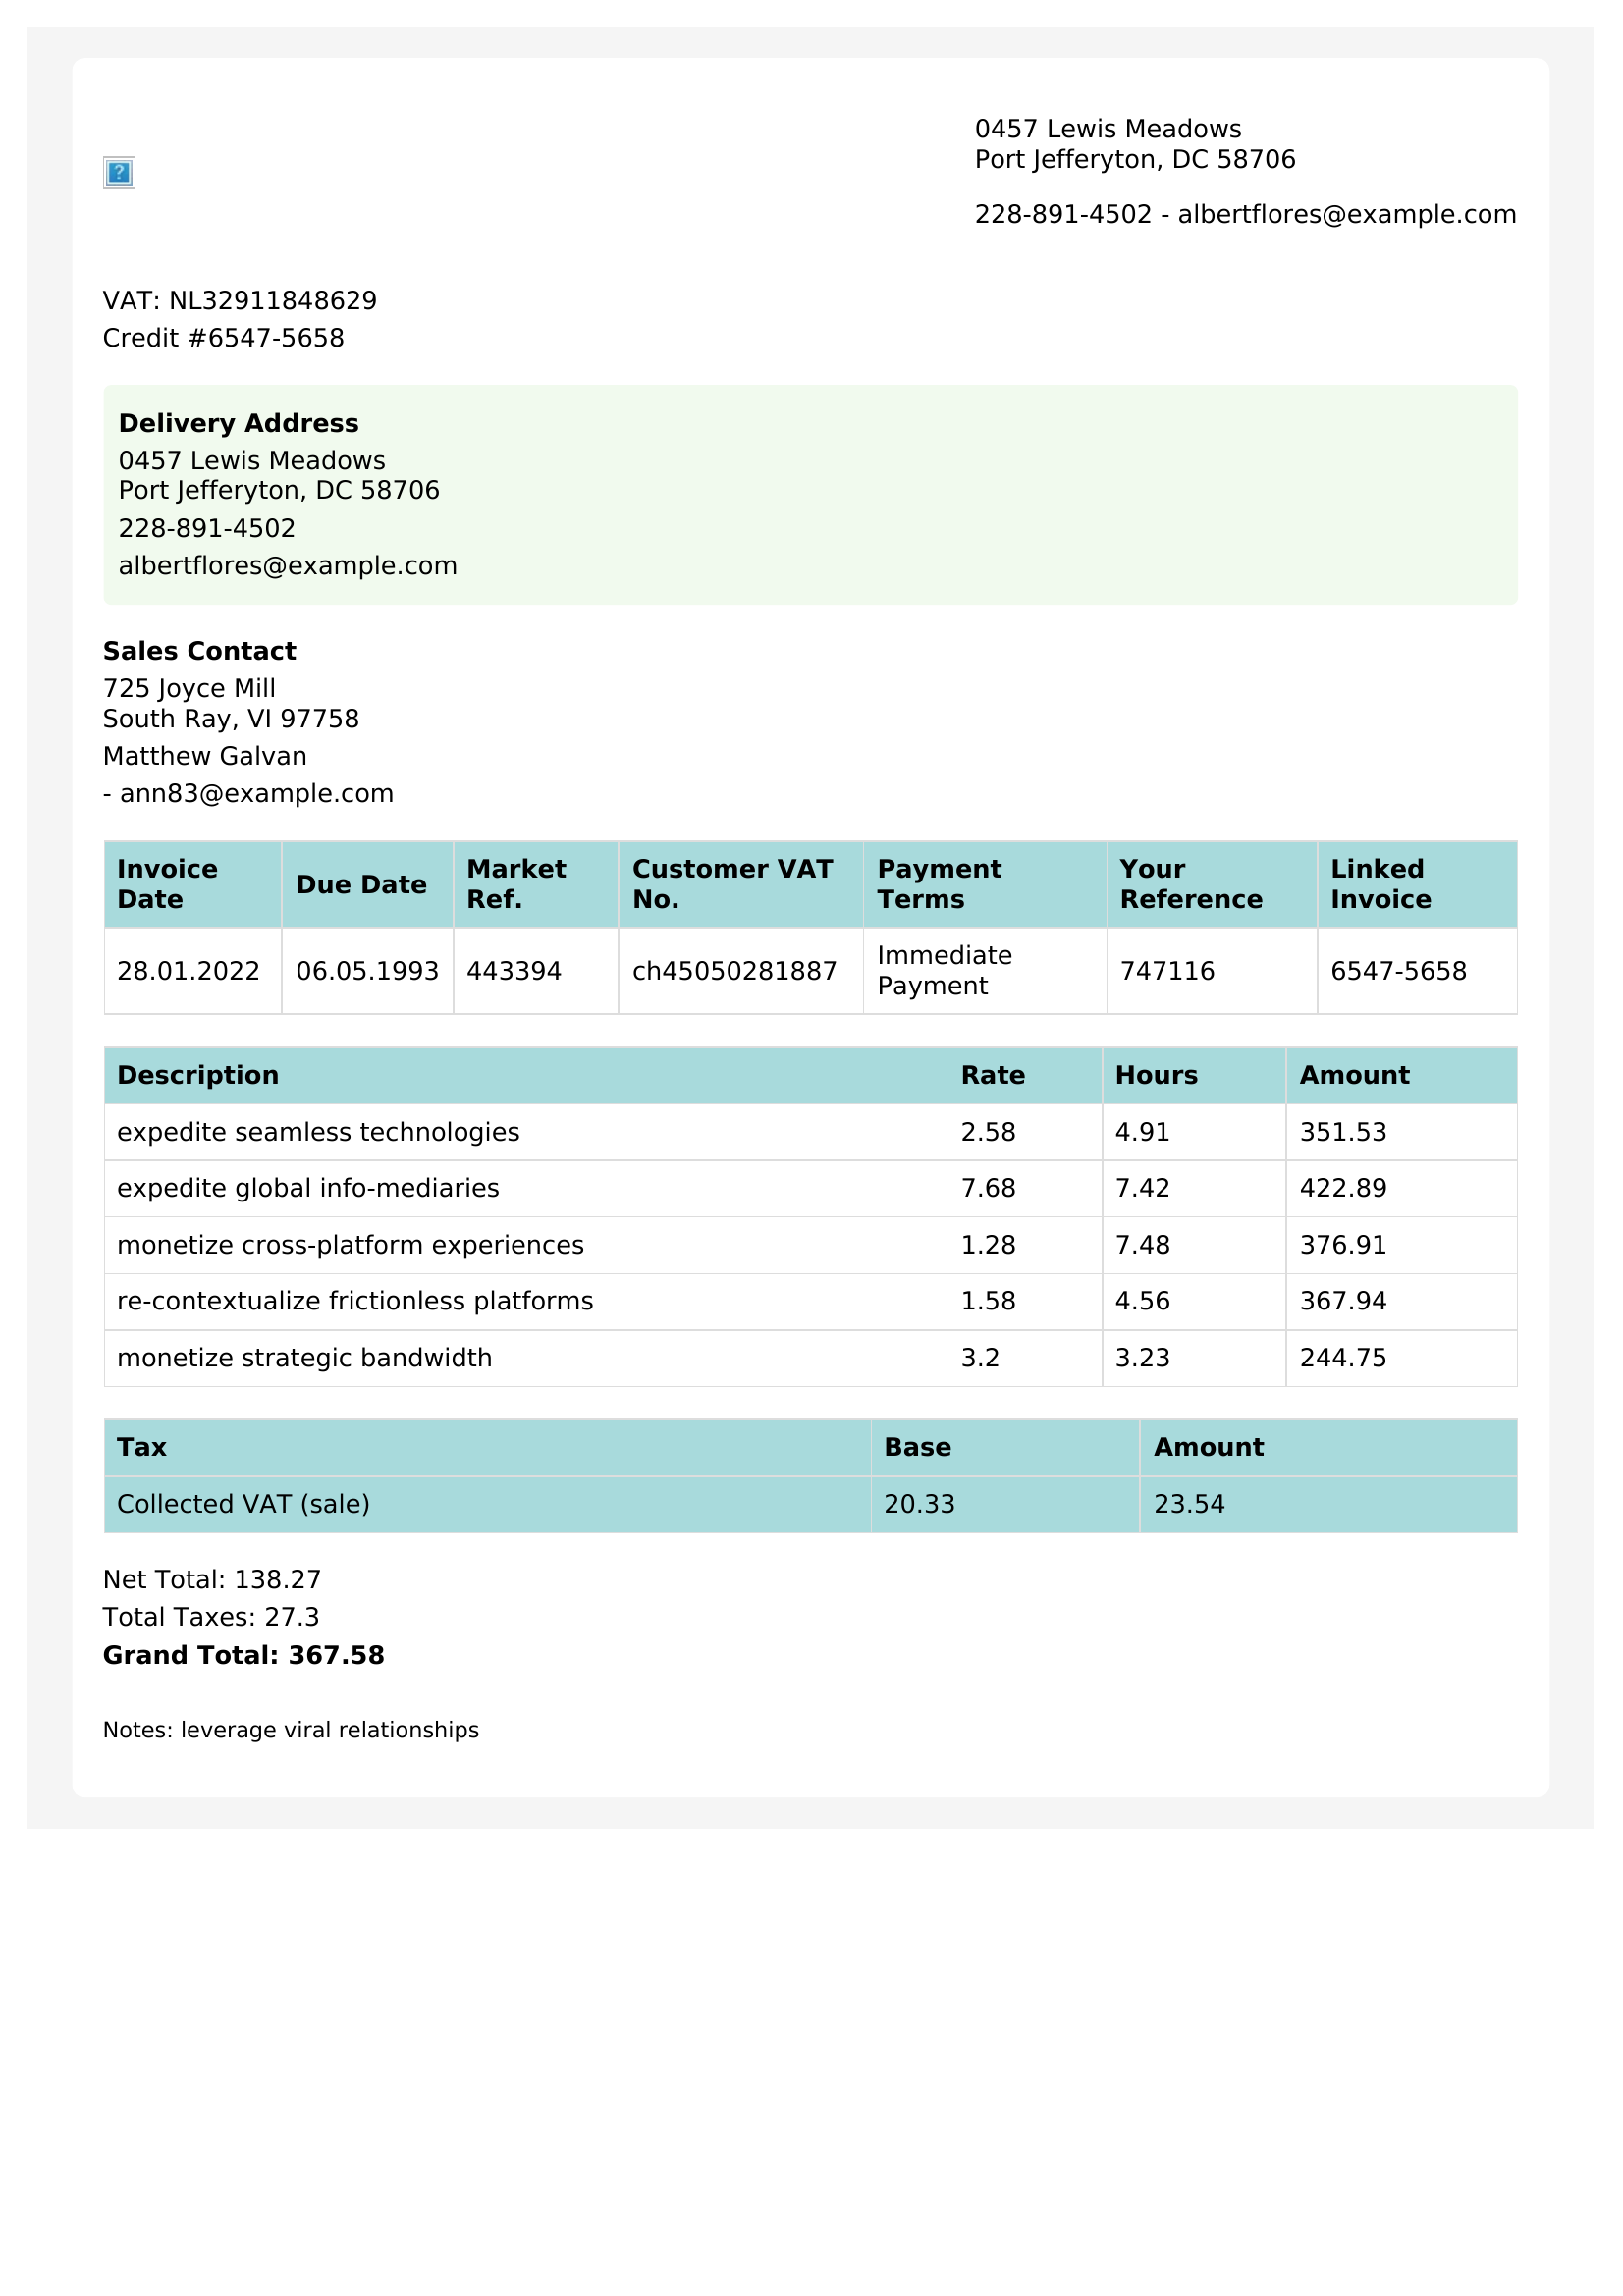 0457 Lewis Meadows
Port Jefferyton, DC 58706
228-891-4502 - albertflores@example.com
VAT: NL32911848629
Credit #6547-5658
Delivery Address
0457 Lewis Meadows
Port Jefferyton, DC 58706
228-891-4502
albertflores@example.com
Sales Contact
725 Joyce Mill
South Ray, VI 97758
Matthew Galvan
- ann83@example.com
Invoice Date Due Date Market Ref. Customer VAT No. Payment Terms Your Reference Linked Invoice
28.01.2022 06.05.1993 443394 ch45050281887 Immediate Payment 747116 6547-5658
Description Rate Hours Amount
expedite seamless technologies 2.58 4.91 351.53
expedite global info-mediaries 7.68 7.42 422.89
monetize cross-platform experiences 1.28 7.48 376.91
re-contextualize frictionless platforms 1.58 4.56 367.94
monetize strategic bandwidth 3.2 3.23 244.75
Tax Base Amount
Collected VAT (sale) 20.33 23.54
Net Total: 138.27
Total Taxes: 27.3
Grand Total: 367.58
Notes: leverage viral relationships